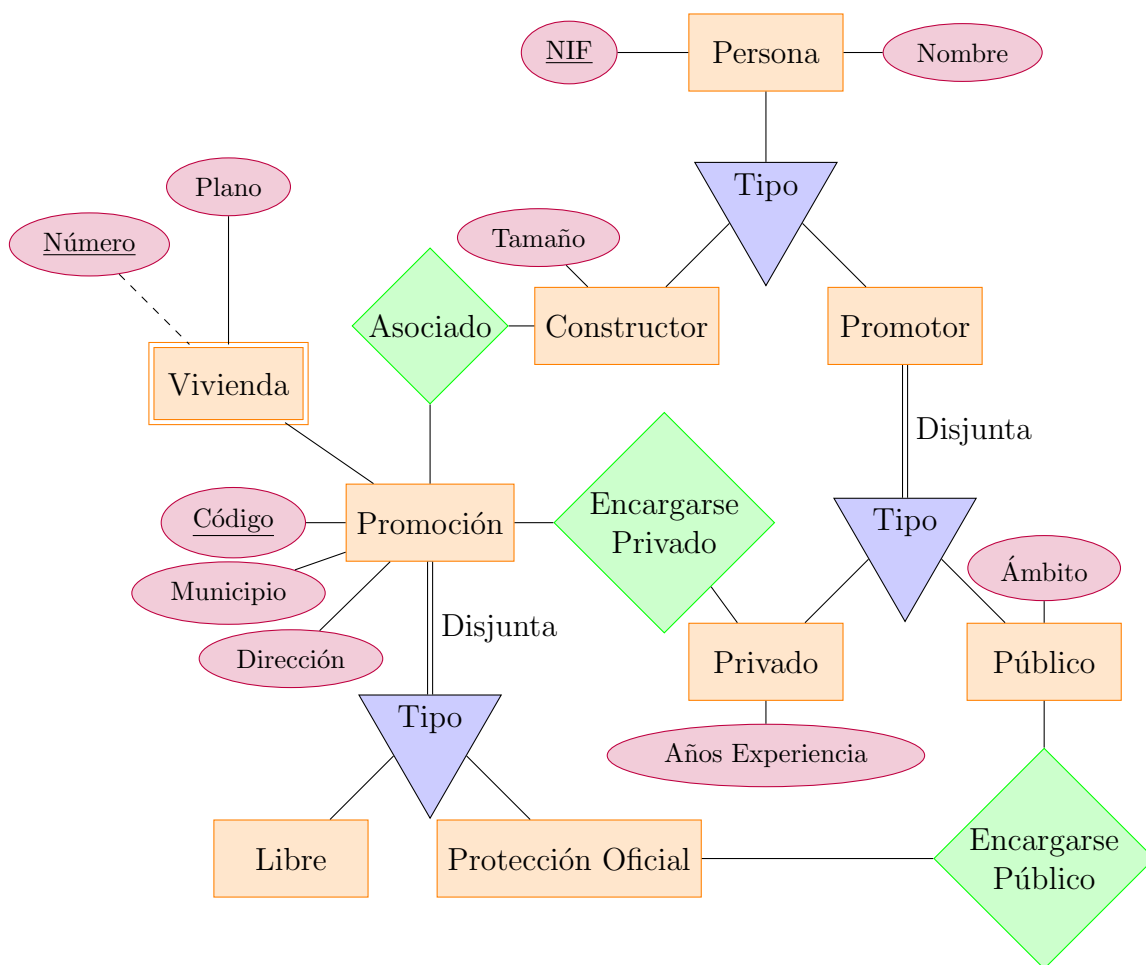 NIF
Persona
Nombre
Tipo
Plano
Número
Tamaño
Asociado
Constructor
Promotor
Vivienda
Disjunta
Encargarse
Privado
Código
Promoción
Tipo
Ámbito
Municipio
Disjunta
Dirección
Privado
Público
Tipo
Años Experiencia
Libre
Protección Oficial
Encargarse
Público